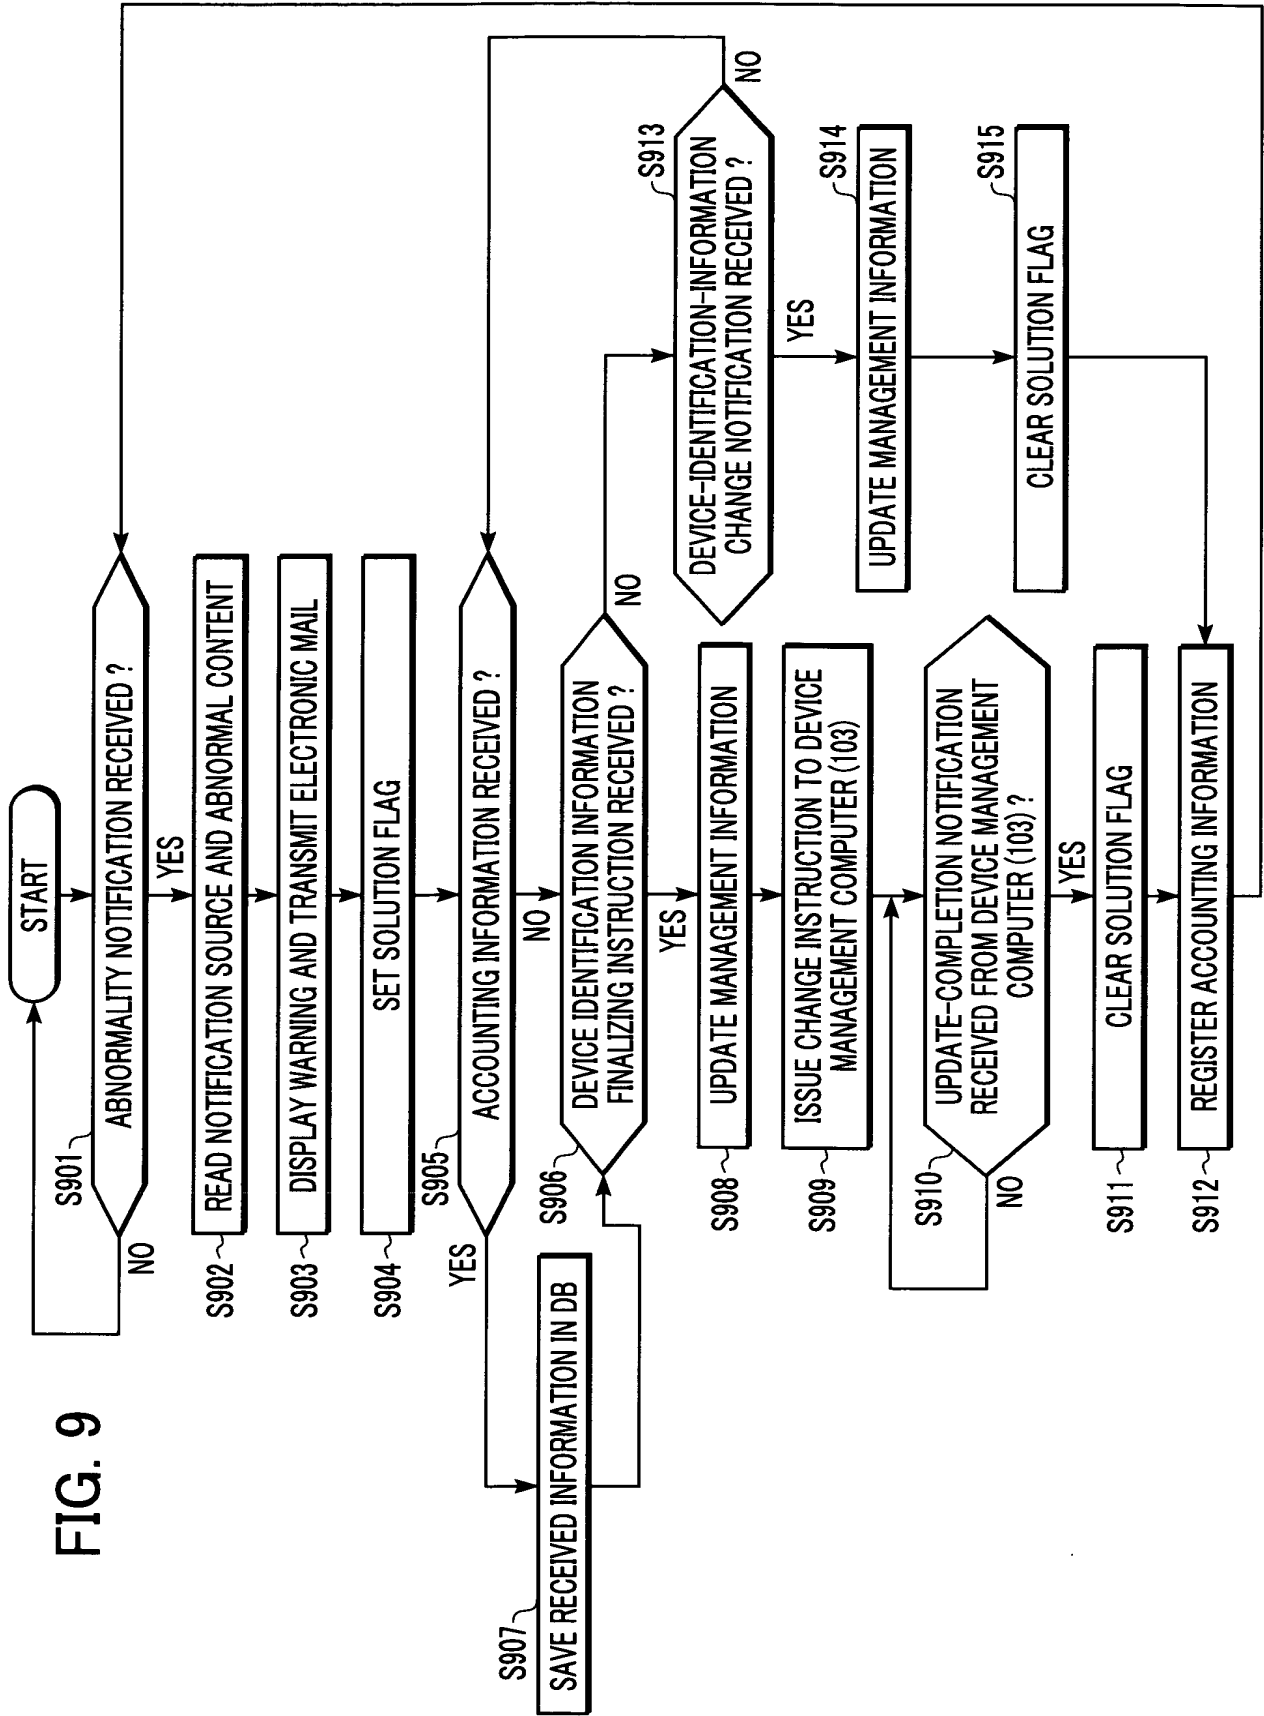 FIG. 9
START
S901
ABNORMALITY NOTIFICATION RECEIVED ?
NO
YES
S902
READ NOTIFICATION SOURCE AND ABNORMAL CONTENT
S903
DISPLAY WARNING AND TRANSMIT ELECTRONIC MAIL
S904
SET SOLUTION FLAG
S905
ACCOUNTING INFORMATION RECEIVED ?
YES
NO
S907
SAVE RECEIVED INFORMATION IN DB
S906
DEVICE IDENTIFICATION INFORMATION
FINALIZING INSTRUCTION RECEIVED ?
NO
YES
S908
UPDATE MANAGEMENT INFORMATION
S909
ISSUE CHANGE INSTRUCTION TO DEVICE
MANAGEMENT COMPUTER (103)
S910
UPDATE-COMPLETION NOTIFICATION
RECEIVED FROM DEVICE MANAGEMENT
COMPUTER (103) ?
NO
YES
S911
CLEAR SOLUTION FLAG
S912
REGISTER ACCOUNTING INFORMATION
S913
DEVICE-IDENTIFICATION-INFORMATION
CHANGE NOTIFICATION RECEIVED ?
NO
YES
S914
UPDATE MANAGEMENT INFORMATION
S915
CLEAR SOLUTION FLAG